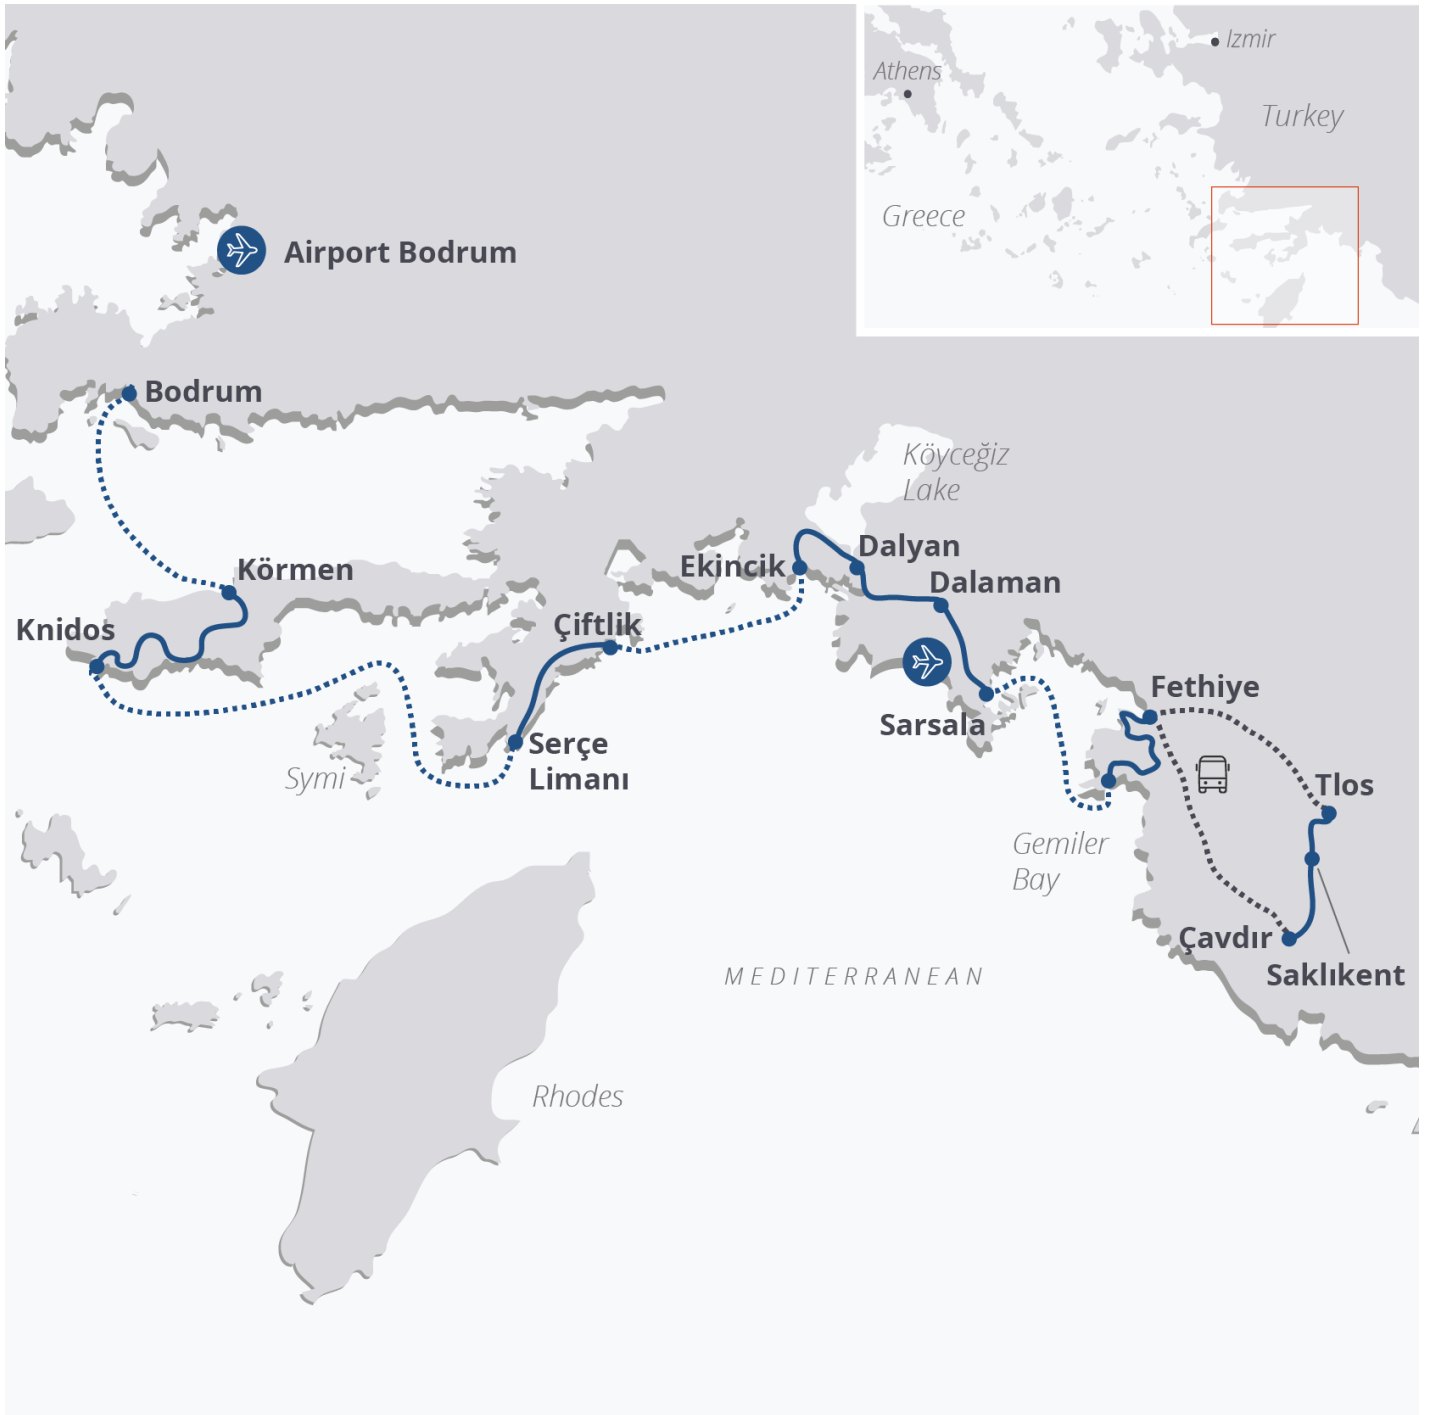 Izmir
Athens
Turkey
Greece
Airport Bodrum
Bodrum
Köyceğiz
Lake
Dalyan
Ekincik
Körmen
Dalaman
Knidos
Çiftlik
Fethiye
Sarsala
Serçe
Limanı
Symi
Tlos
Gemiler
Bay
Çavdır
Saklıkent
MEDITERRANEAN
Rhodes